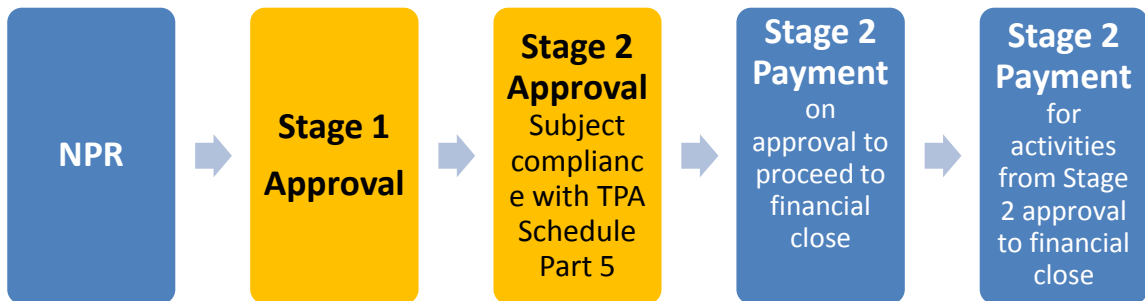 NPR
Stage 1
Approval
Stage 2
Approval
Subject
complianc
e with TPA
Schedule
Part 5
Stage 2
Payment
on
approval to
proceed to
financial
close
Stage 2
Payment
for
activities
from Stage
2 approval
to financial
close